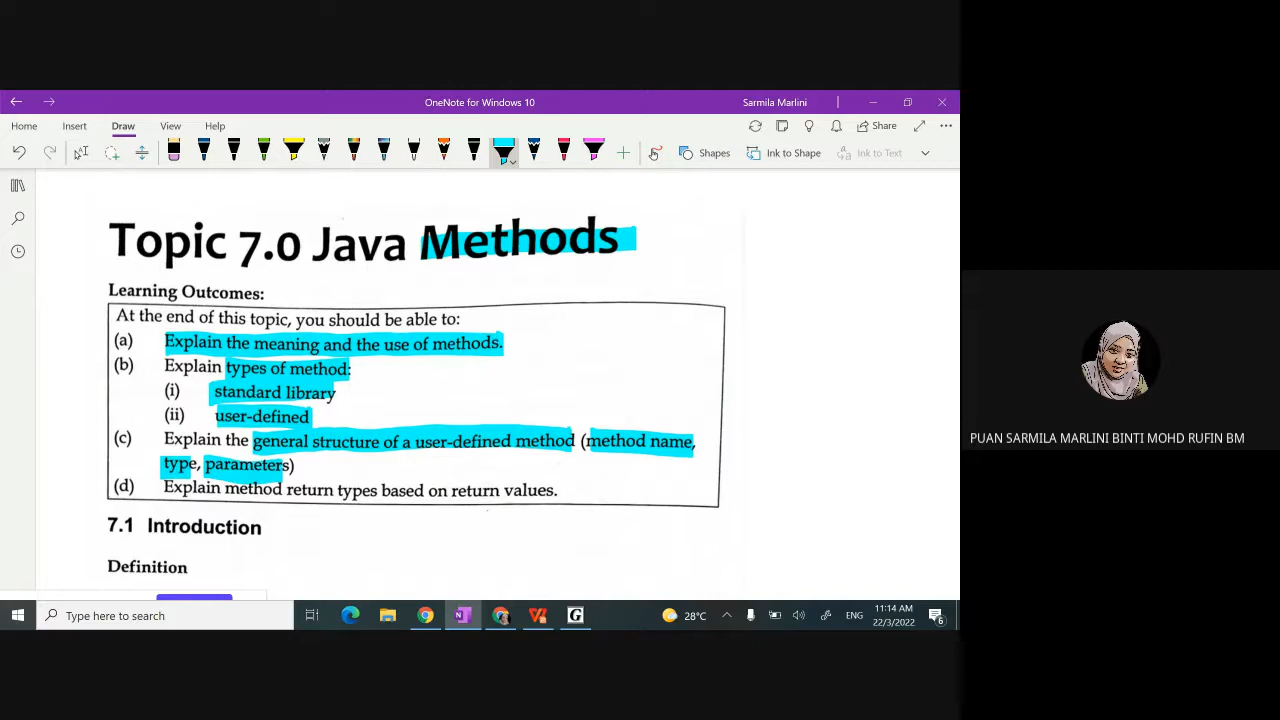 OneNote for Windows 10
Sarmila Marlini
Home Insert Draw View Help
Share
Shapes Ink to Shape Ink to Text
Topic 7.0 Java Methods
Learning Outcomes:
At the end of this topic, you should be able to:
(a) Explain the meaning and the use of methods.
(b) Explain types of method:
(i) standard library
(ii) user-defined
(c) Explain the general structure of a user-defined method (method name,
type, parameters)
(d) Explain method return types based on return values.
7.1 Introduction
Definition
PUAN SARMILA MARLINI BINTI MOHD RUFIN BM
Type here to search
28°C
ENG
11:14 AM
22/3/2022
6